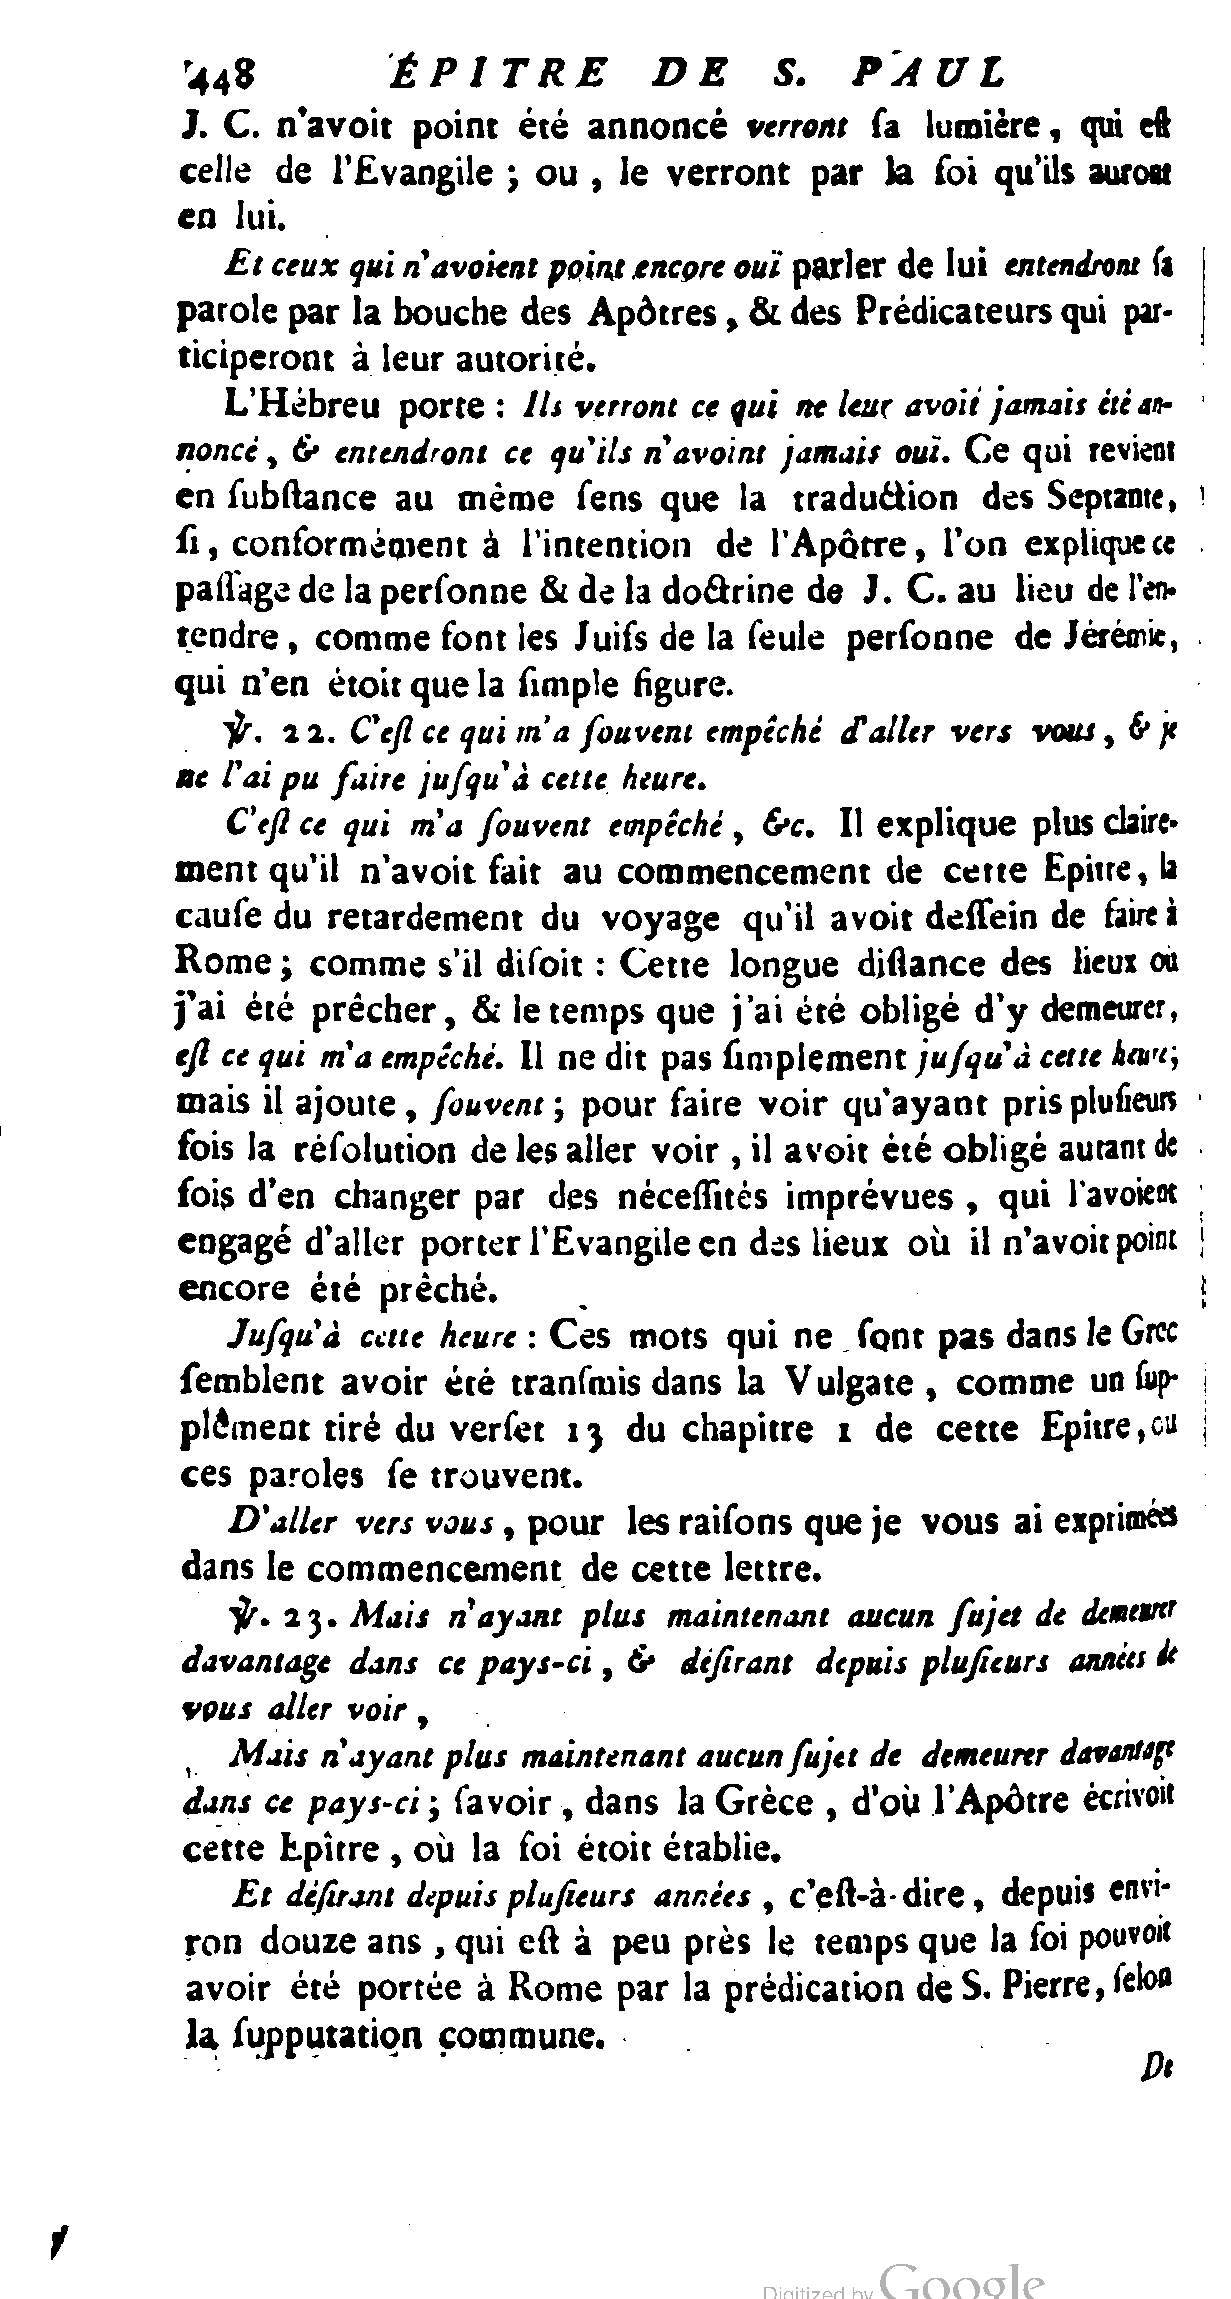 448 ÉPITRE DE S. PAUL
J. C. n'avoit point été annoncé verront ſa lumière, qui eſt
celle de l'Evangile ; ou, le verront par la foi qu'ils auront
en lui.
Et ceux qui n'avoient point encore ouï parler de lui entendront ſa
parole par la bouche des Apôtres, & des Prédicateurs qui par-
ticiperont à leur autorité.
L'Hébreu porte : Ils verront ce qui ne leur avoit jamais été an-
noncé, & entendront ce qu'ils n'avoint jamais ouï. Ce qui revient
en ſubſtance au même ſens que la traduction des Septante,
ſi, conformément à l'intention de l'Apôtre, l'on explique ce
paſſage de la perſonne & de la doctrine de J. C. au lieu de l'en-
tendre, comme font les Juifs de la ſeule perſonne de Jérémie,
qui n'en étoit que la ſimple figure.
℣. 22. C'eſt ce qui m'a ſouvent empêché d'aller vers vous, & je
ne l'ai pu faire juſqu'à cette heure.
C'eſt ce qui m'a ſouvent empêché, &c. Il explique plus claire-
ment qu'il n'avoit fait au commencement de cette Epitre, la
cauſe du retardement du voyage qu'il avoit deſſein de faire à
Rome ; comme s'il diſoit : Cette longue diſtance des lieux où
j'ai été prêcher, & le temps que j'ai été obligé d'y demeurer,
eſt ce qui m'a empêché. Il ne dit pas ſimplement juſqu'à cette heure;
mais il ajoute, ſouvent ; pour faire voir qu'ayant pris pluſieurs
fois la réſolution de les aller voir, il avoit été obligé autant de
fois d'en changer par des néceſſités imprévues, qui l'avoient
engagé d'aller porter l'Evangile en des lieux où il n'avoit point
encore été prêché.
Juſqu'à cette heure : Ces mots qui ne ſont pas dans le Grec
ſemblent avoir été tranſmis dans la Vulgate, comme un ſup-
plément tiré du verſet 13 du chapitre 1 de cette Epitre, ou
ces paroles ſe trouvent.
D'aller vers vous, pour les raiſons que je vous ai exprimées
dans le commencement de cette lettre.
℣. 23. Mais n'ayant plus maintenant aucun ſujet de demeurer
davantage dans ce pays-ci, & déſirant depuis pluſieurs années de
vous aller voir,
Mais n'ayant plus maintenant aucun ſujet de demeurer davantage
dans ce pays-ci ; ſavoir, dans la Grèce, d'où l'Apôtre écrivoit
cette Epître, où la foi étoit établie.
Et déſirant depuis pluſieurs années, c'eſt-à-dire, depuis envi-
ron douze ans, qui eſt à peu près le temps que la foi pouvoit
avoir été portée à Rome par la prédication de S. Pierre, ſelon
la ſupputation commune.
De
Digitized by Google